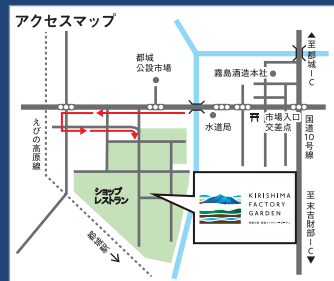 アクセスマップ
▲至都城IC
都城
公設市場
霧島酒造本社
えびの高原線
水道局
市場入口
交差点
国道10号線
ショップ
レストラン
KIRISHIMA
FACTORY
GARDEN
至末吉財部IC▼
都城駅